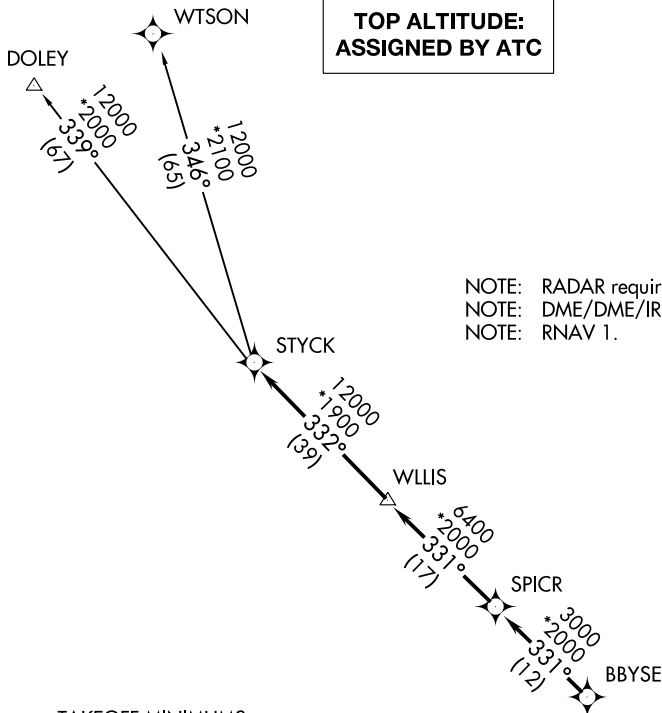 WTSON
TOP ALTITUDE:
ASSIGNED BY ATC
DOLEY
12000
*2000
339°
(67)
12000
*2100
346°
(65)
NOTE: RADAR requir
NOTE: DME/DME/IR
NOTE: RNAV 1.
STYCK
12000
*1900
332°
(39)
WLLIS
6400
*2000
331°
(17)
SPICR
3000
*2000
331°
(12)
BBYSE
TAKEOFF MINIMUMS